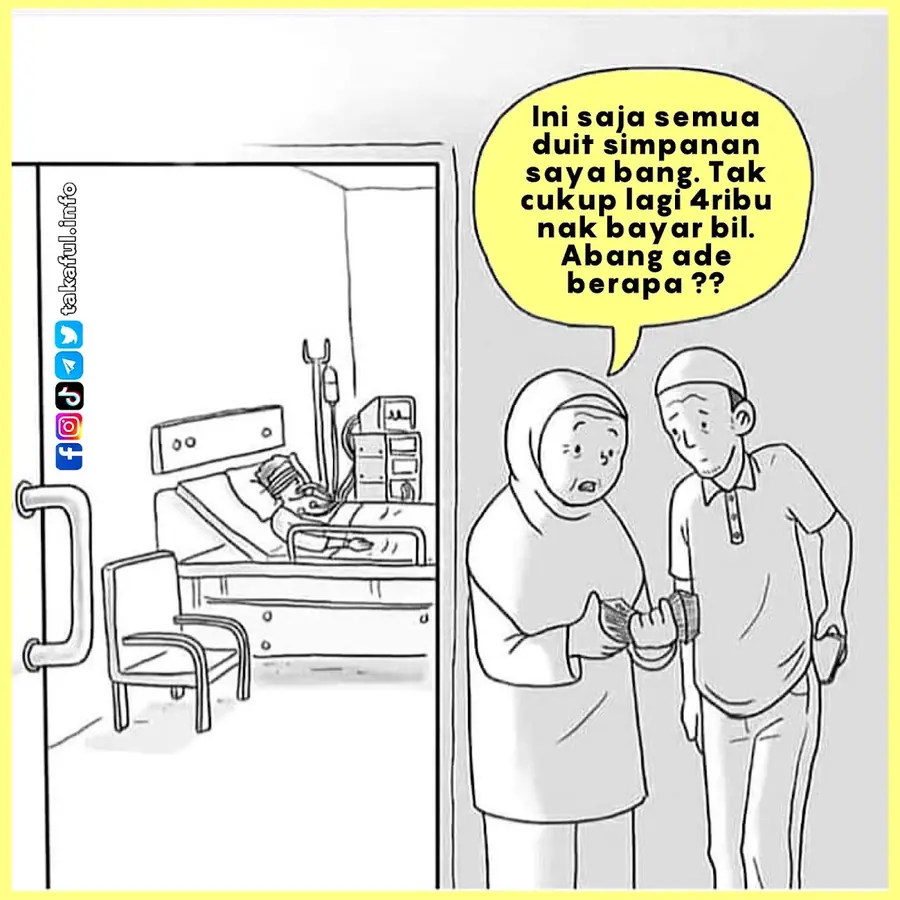 Ini saja semua
duit simpanan
saya bang. Tak
cukup lagi 4ribu
nak bayar bil.
Abang ade
berapa ??
takaful.info